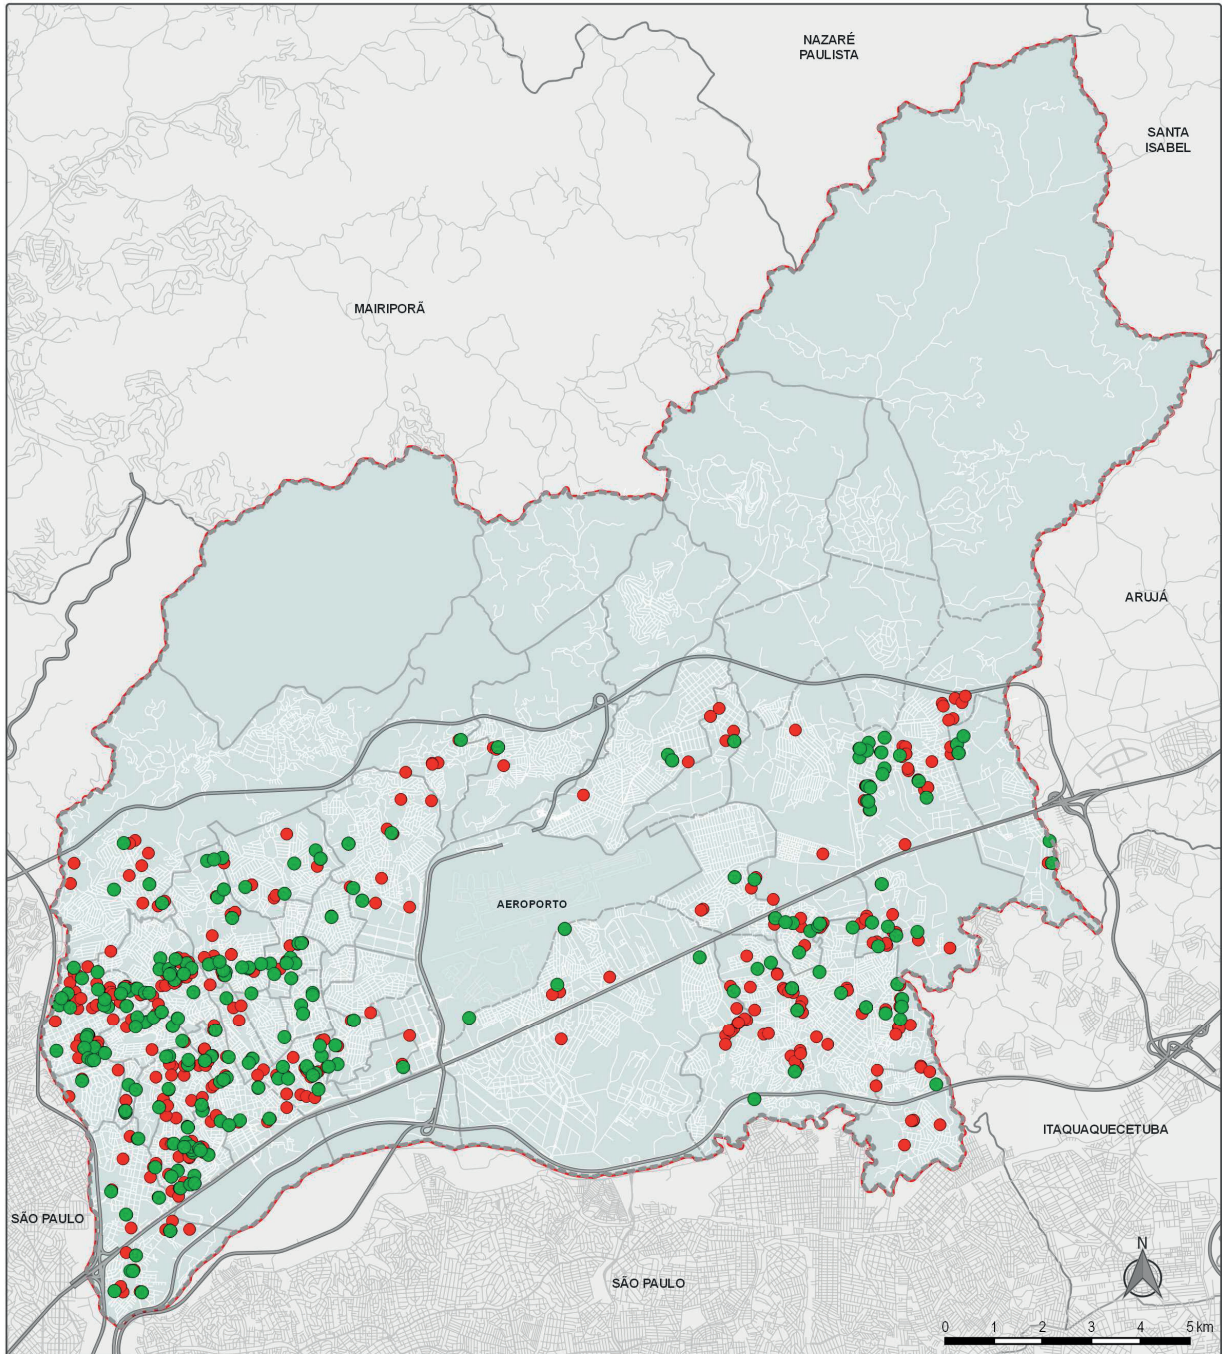 NAZARÉ
PAULISTA
SANTA
ISABEL
MAIRIPORÃ
ARUJÁ
AEROPORTO
ITAQUAQUECETUBA
SÃO PAULO
SÃO PAULO
N
0 1 2 3 4 5 km